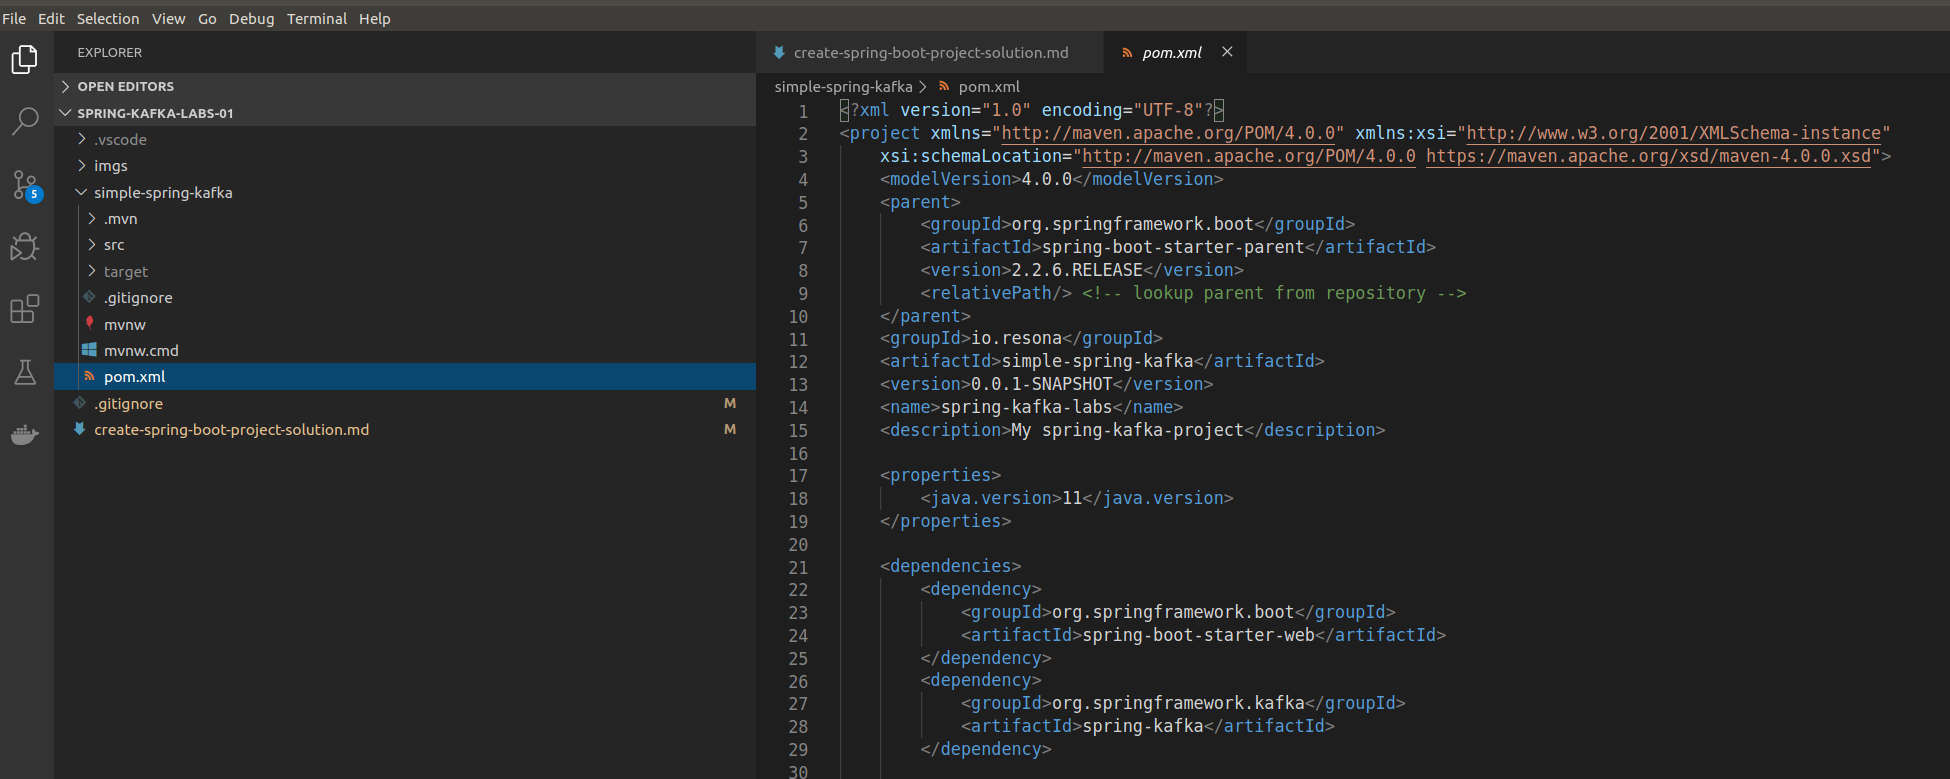 File Edit Selection View Go Debug Terminal Help
EXPLORER
OPEN EDITORS
SPRING-KAFKA-LABS-01
.vscode
imgs
simple-spring-kafka
.mvn
src
target
.gitignore
mvnw
mvnw.cmd
pom.xml
.gitignore M
create-spring-boot-project-solution.md M
5
create-spring-boot-project-solution.md pom.xml
simple-spring-kafka > pom.xml
1 <?xml version="1.0" encoding="UTF-8"?>
2 <project xmlns="http://maven.apache.org/POM/4.0.0" xmlns:xsi="http://www.w3.org/2001/XMLSchema-instance"
3 xsi:schemaLocation="http://maven.apache.org/POM/4.0.0 https://maven.apache.org/xsd/maven-4.0.0.xsd">
4 <modelVersion>4.0.0</modelVersion>
5 <parent>
6 <groupId>org.springframework.boot</groupId>
7 <artifactId>spring-boot-starter-parent</artifactId>
8 <version>2.2.6.RELEASE</version>
9 <relativePath/> <!-- lookup parent from repository -->
10 </parent>
11 <groupId>io.resona</groupId>
12 <artifactId>simple-spring-kafka</artifactId>
13 <version>0.0.1-SNAPSHOT</version>
14 <name>spring-kafka-labs</name>
15 <description>My spring-kafka-project</description>
16
17 <properties>
18 <java.version>11</java.version>
19 </properties>
20
21 <dependencies>
22 <dependency>
23 <groupId>org.springframework.boot</groupId>
24 <artifactId>spring-boot-starter-web</artifactId>
25 </dependency>
26 <dependency>
27 <groupId>org.springframework.kafka</groupId>
28 <artifactId>spring-kafka</artifactId>
29 </dependency>
30